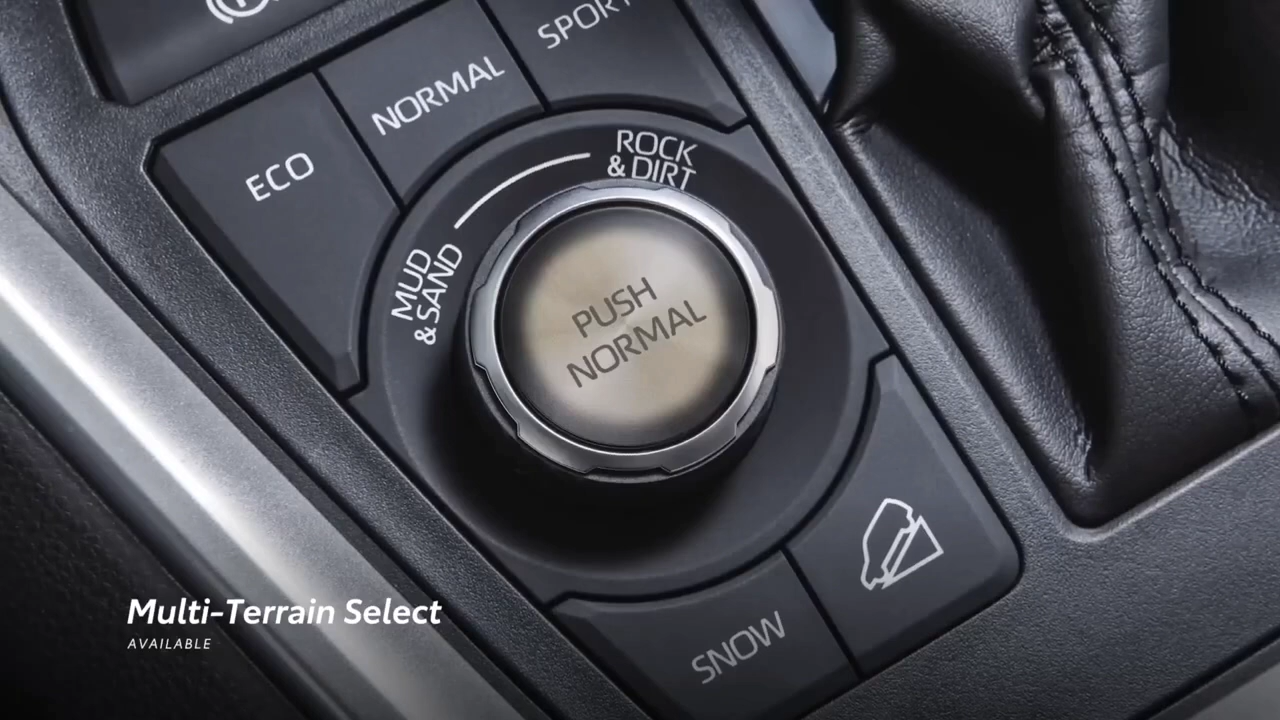 SPORT
NORMAL
ECO
ROCK
& DIRT
MUD
& SAND
PUSH
NORMAL
SNOW
Multi-Terrain Select
AVAILABLE